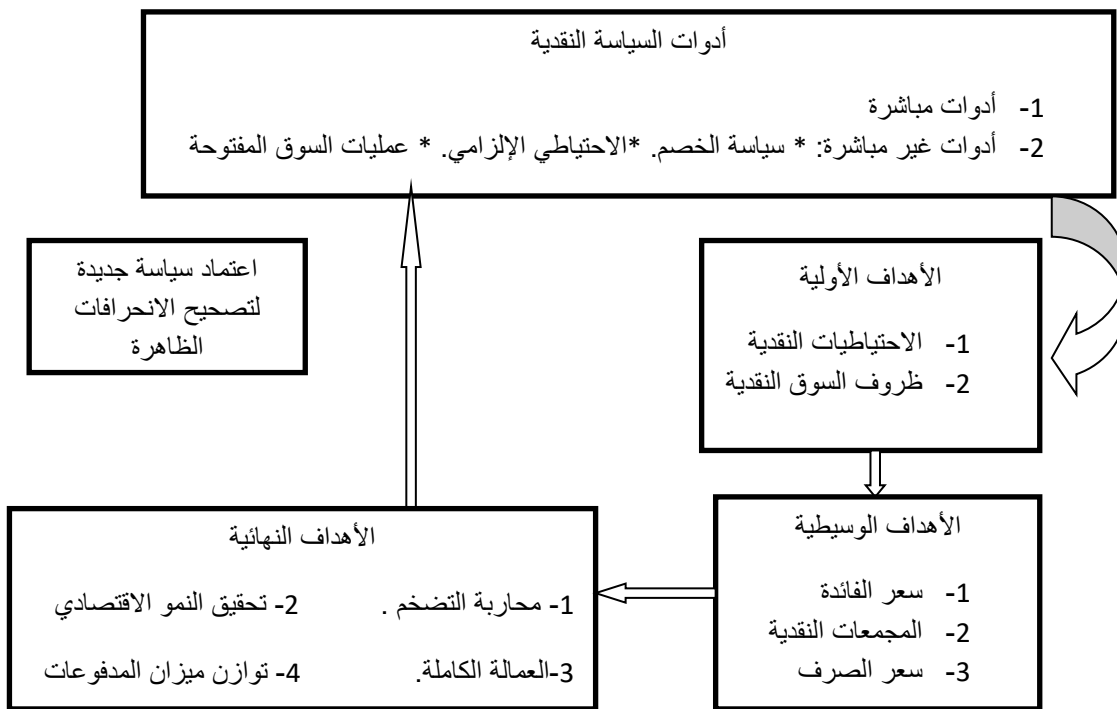 أدوات السياسة النقدية
1- أدوات مباشرة
2- أدوات غير مباشرة: * سياسة الخصم. *الاحتياطي الإلزامي. * عمليات السوق المفتوحة
الأهداف الأولية
1- الاحتياطيات النقدية
2- ظروف السوق النقدية
اعتماد سياسة جديدة
لتصحيح الانحرافات
الظاهرة
الأهداف الوسيطية
1- سعر الفائدة
2- المجمعات النقدية
3- سعر الصرف
الأهداف النهائية
1- محاربة التضخم . 2- تحقيق النمو الاقتصادي
3-العمالة الكاملة. 4- توازن ميزان المدفوعات